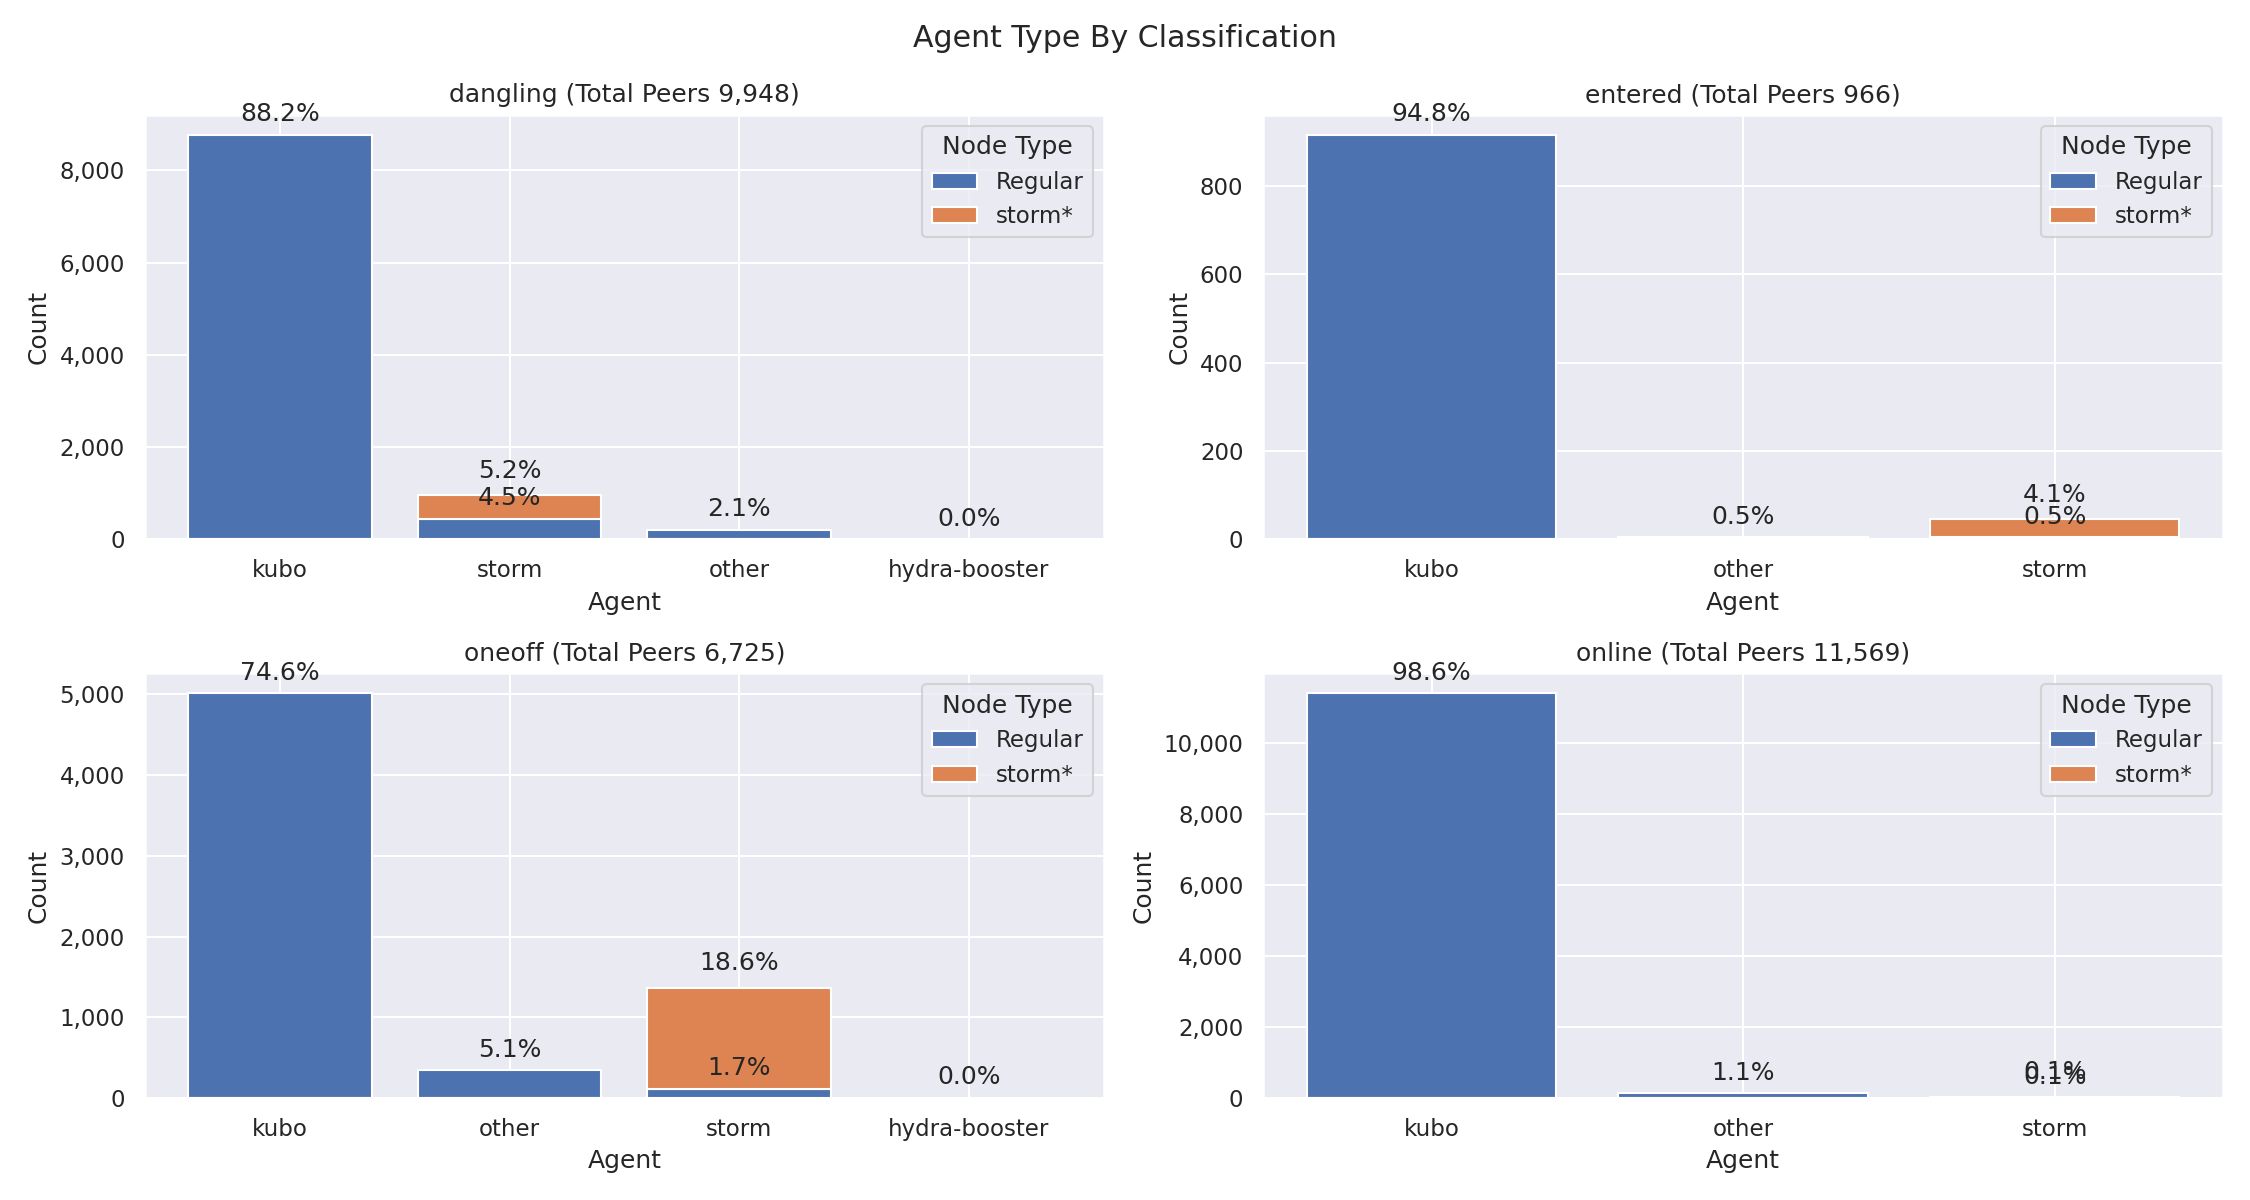 Agent Type By Classification
dangling (Total Peers 9,948)
88.2%
8,000
6,000
4,000
2,000
0
Count
5.2%
4.5%
2.1%
0.0%
Node Type
Regular
storm*
kubo
storm
other
hydra-booster
Agent
entered (Total Peers 966)
94.8%
800
600
400
200
0
Count
0.5%
4.1%
0.5%
Node Type
Regular
storm*
kubo
other
storm
Agent
oneoff (Total Peers 6,725)
74.6%
5,000
4,000
3,000
2,000
1,000
0
Count
5.1%
18.6%
1.7%
0.0%
Node Type
Regular
storm*
kubo
other
storm
hydra-booster
Agent
online (Total Peers 11,569)
98.6%
10,000
8,000
6,000
4,000
2,000
0
Count
1.1%
0.1%
0.1%
Node Type
Regular
storm*
kubo
other
storm
Agent